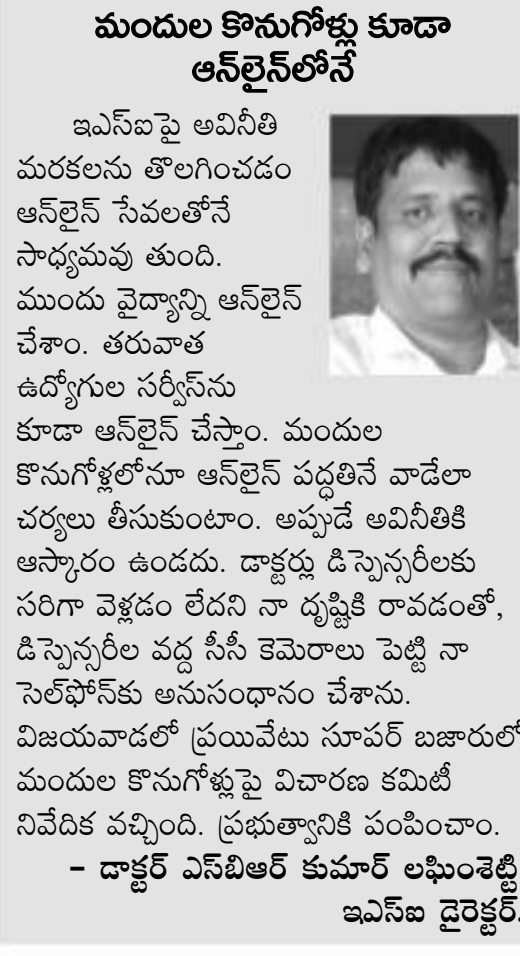 మందుల కొనుగోళ్లు కూడా
ఆన్‌లైన్‌లోనే
ఇఎస్ఐపై అవినీతి
మరకలను తొలగించడం
ఆన్‌లైన్ సేవలతోనే
సాధ్యమవు తుంది.
ముందు వైద్యాన్ని ఆన్‌లైన్
చేశాం. తరువాత
ఉద్యోగుల సర్వీస్‌ను
కూడా ఆన్‌లైన్ చేస్తాం. మందుల
కొనుగోళ్లలోనూ ఆన్‌లైన్ పద్ధతినే వాడేలా
చర్యలు తీసుకుంటాం. అప్పుడే అవినీతికి
ఆస్కారం ఉండదు. డాక్టర్లు డిస్పెన్సరీలకు
సరిగా వెళ్లడం లేదని నా దృష్టికి రావడంతో,
డిస్పెన్సరీల వద్ద సీసీ కెమెరాలు పెట్టి నా
సెల్‌ఫోన్‌కు అనుసంధానం చేశాను.
విజయవాడలో ప్రయివేటు సూపర్ బజారులో
మందుల కొనుగోళ్లుపై విచారణ కమిటీ
నివేదిక వచ్చింది. ప్రభుత్వానికి పంపించాం.
– డాక్టర్ ఎస్‌బిఆర్ కుమార్ లఘింశెట్టి
ఇఎస్ఐ డైరెక్టర్.